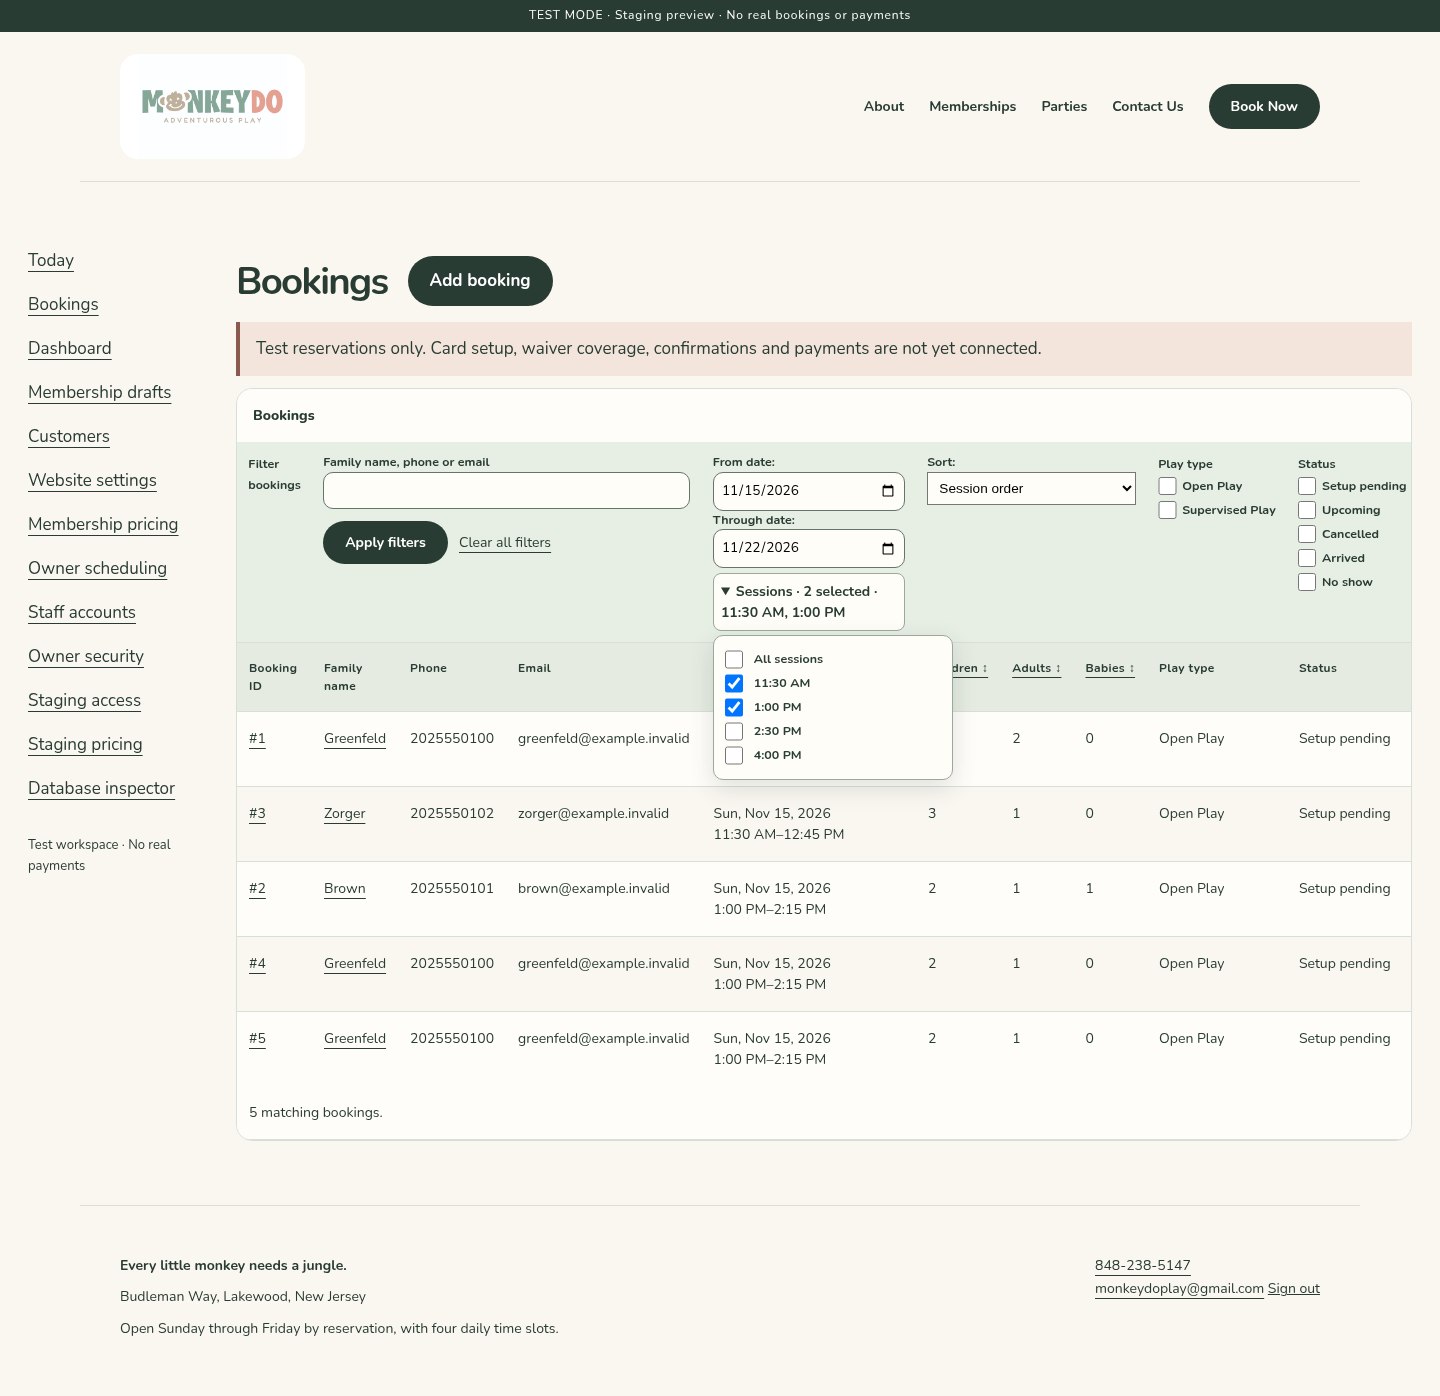 TEST MODE · Staging preview · No real bookings or payments
MONKEYDO
ADVENTUROUS PLAY
About Memberships Parties Contact Us Book Now
Today
Bookings
Dashboard
Membership drafts
Customers
Website settings
Membership pricing
Owner scheduling
Staff accounts
Owner security
Staging access
Staging pricing
Database inspector
Test workspace · No real
payments
Bookings Add booking
Test reservations only. Card setup, waiver coverage, confirmations and payments are not yet connected.
Bookings
Filter
bookings
Family name, phone or email
Apply filters Clear all filters
From date:
11/15/2026
Through date:
11/22/2026
▼ Sessions · 2 selected ·
11:30 AM, 1:00 PM
All sessions
11:30 AM
1:00 PM
2:30 PM
4:00 PM
Sort:
Session order
Play type
Open Play
Supervised Play
Status
Setup pending
Upcoming
Cancelled
Arrived
No show
Booking ID Family name Phone Email dren ↕ Adults ↕ Babies ↕ Play type Status
#1 Greenfeld 2025550100 greenfeld@example.invalid 2 0 Open Play Setup pending
#3 Zorger 2025550102 zorger@example.invalid Sun, Nov 15, 2026 3 1 0 Open Play Setup pending
11:30 AM–12:45 PM
#2 Brown 2025550101 brown@example.invalid Sun, Nov 15, 2026 2 1 1 Open Play Setup pending
1:00 PM–2:15 PM
#4 Greenfeld 2025550100 greenfeld@example.invalid Sun, Nov 15, 2026 2 1 0 Open Play Setup pending
1:00 PM–2:15 PM
#5 Greenfeld 2025550100 greenfeld@example.invalid Sun, Nov 15, 2026 2 1 0 Open Play Setup pending
1:00 PM–2:15 PM
5 matching bookings.
Every little monkey needs a jungle.
Budleman Way, Lakewood, New Jersey
Open Sunday through Friday by reservation, with four daily time slots.
848-238-5147
monkeydoplay@gmail.com Sign out